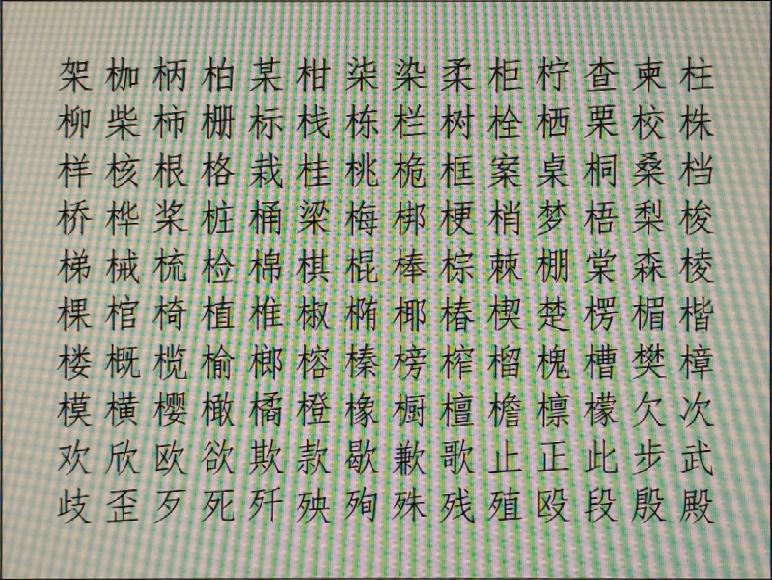 架枷柄柏某柑柒染柔柜柠查柬柱
柳柴柿栅标栈栋栏树栓栖栗校株
样核根格栽桂桃桅框案桌桐桑档
桥桦桨桩桶梁梅梆梗梢梦梧梨梭
梯械梳检棉棋棍棒棕棘棚棠森棱
棵棺椅植椎椒椭椰椿楔楚楞楣楷
楼概榄榆榔榕榛榜榨榴槐槽樊樟
模横樱橄橘橙橡橱檀檐檩檬欠次
欢欣欧欲欺款歇歉歌止正此步武
歧歪歹死歼殃殉殊残殖殴段殷殿